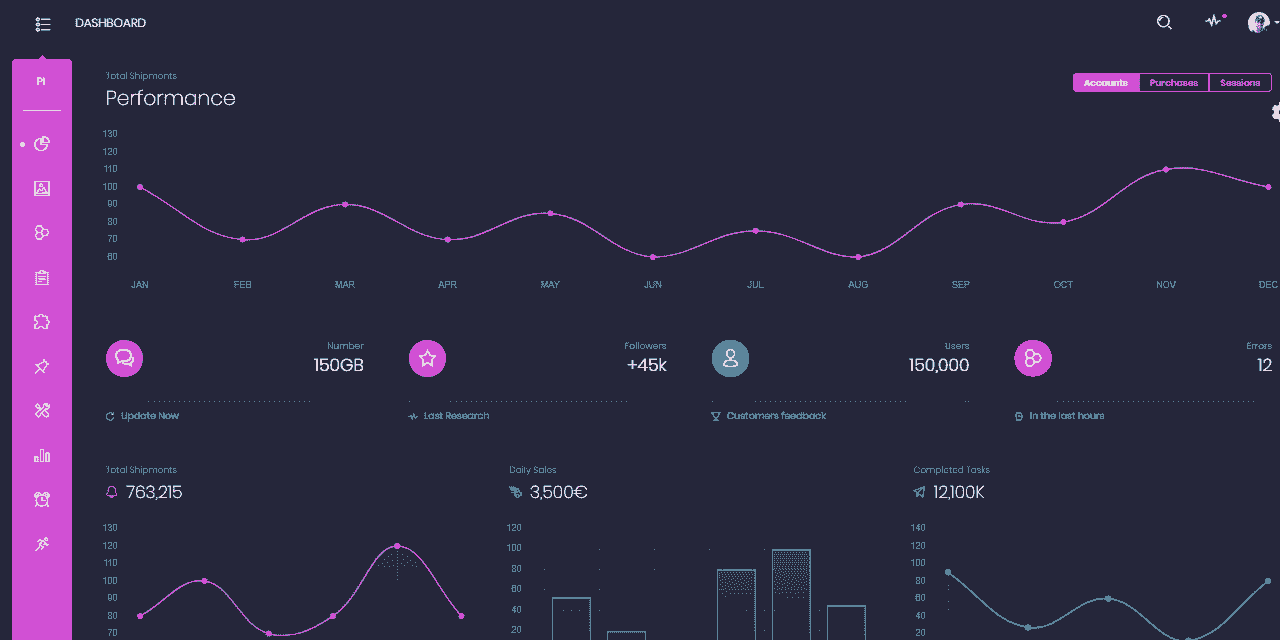 DASHBOARD
PI
Total Shipments
Performance
Accounts Purchases Sessions
130
120
110
100
90
80
70
60
JAN FEB MAR APR MAY JUN JUL AUG SEP OCT NOV DEC
Number
150GB
Update Now
Followers
+45k
Last Research
Users
150,000
Customers feedback
Errors
12
In the last hours
Total Shipments
763,215
130
120
110
100
90
80
70
Daily Sales
3,500€
120
100
80
60
40
20
Completed Tasks
12,100K
140
120
100
80
60
40
20